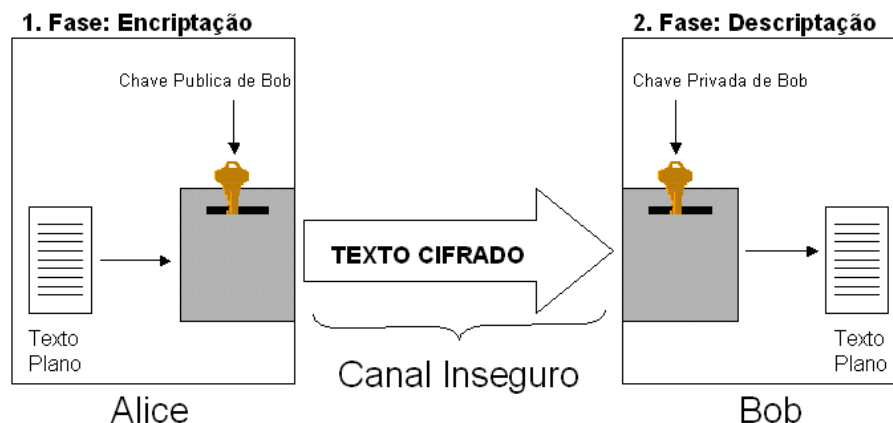 1. Fase: Encriptação
2. Fase: Descriptação
Chave Publica de Bob
Chave Privada de Bob
TEXTO CIFRADO
Texto
Plano
Texto
Plano
Canal Inseguro
Alice
Bob